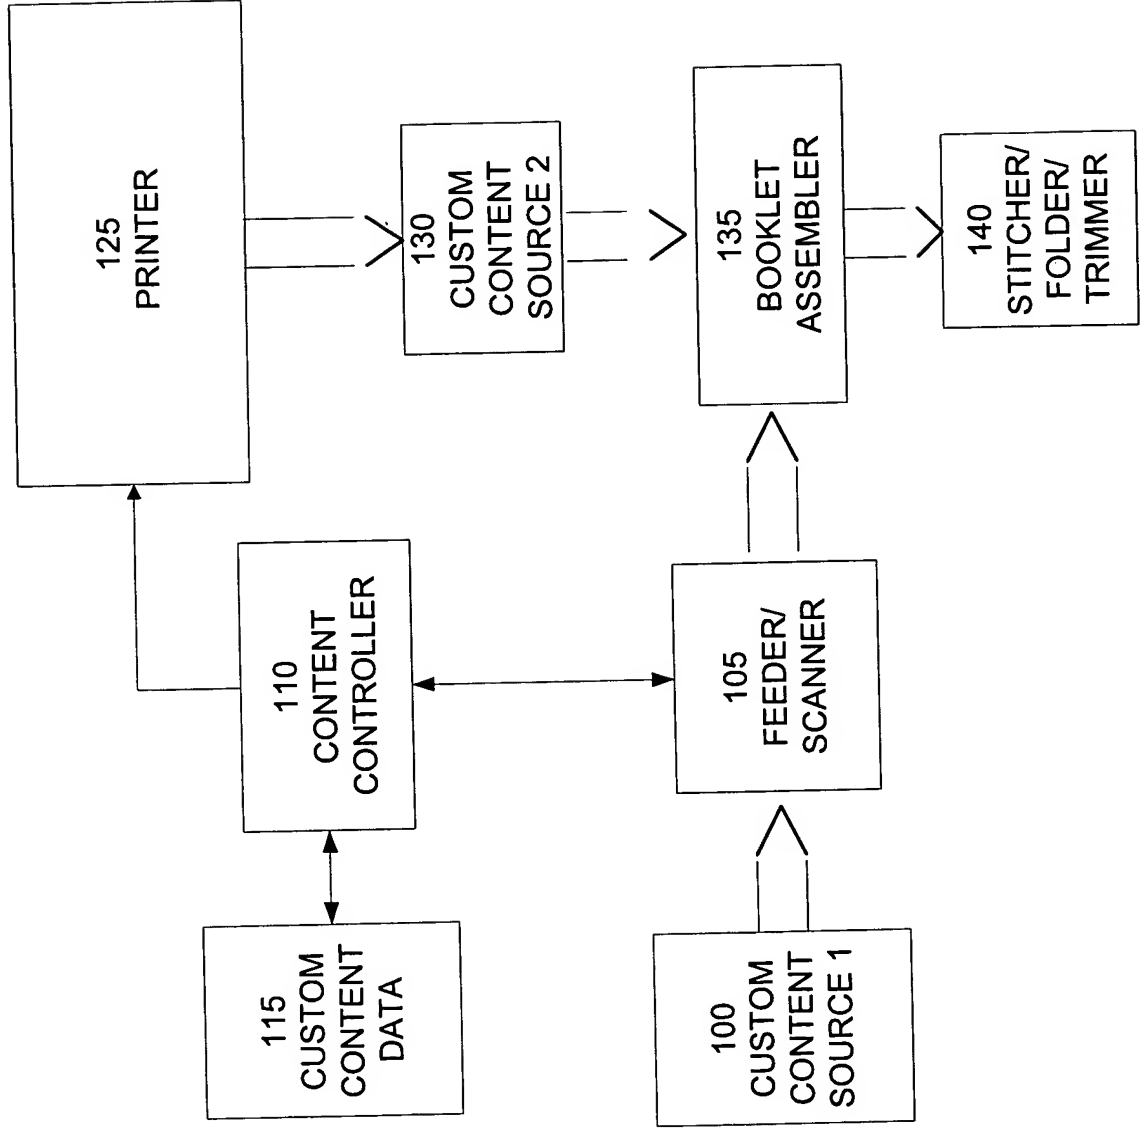 115
CUSTOM
CONTENT
DATA
110
CONTENT
CONTROLLER
125
PRINTER
100
CUSTOM
CONTENT
SOURCE 1
105
FEEDER/
SCANNER
130
CUSTOM
CONTENT
SOURCE 2
135
BOOKLET
ASSEMBLER
140
STITCHER/
FOLDER/
TRIMMER